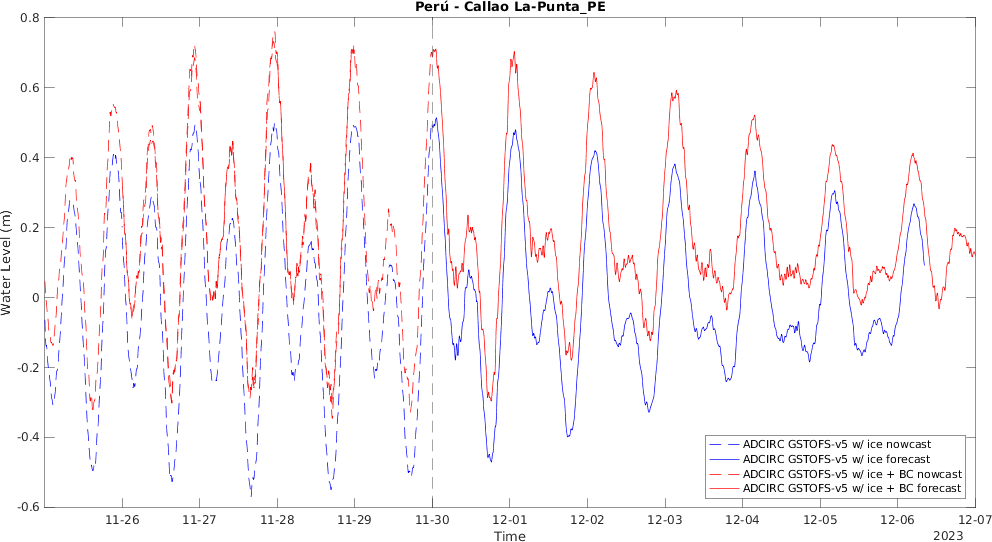 Perú - Callao La-Punta_PE
Water Level (m)
0.8
0.6
0.4
0.2
0
-0.2
-0.4
-0.6
ADCIRC GSTOFS-v5 w/ ice nowcast
ADCIRC GSTOFS-v5 w/ ice forecast
ADCIRC GSTOFS-v5 w/ ice + BC nowcast
ADCIRC GSTOFS-v5 w/ ice + BC forecast
11-26 11-27 11-28 11-29 11-30 12-01 12-02 12-03 12-04 12-05 12-06 12-07
Time
2023